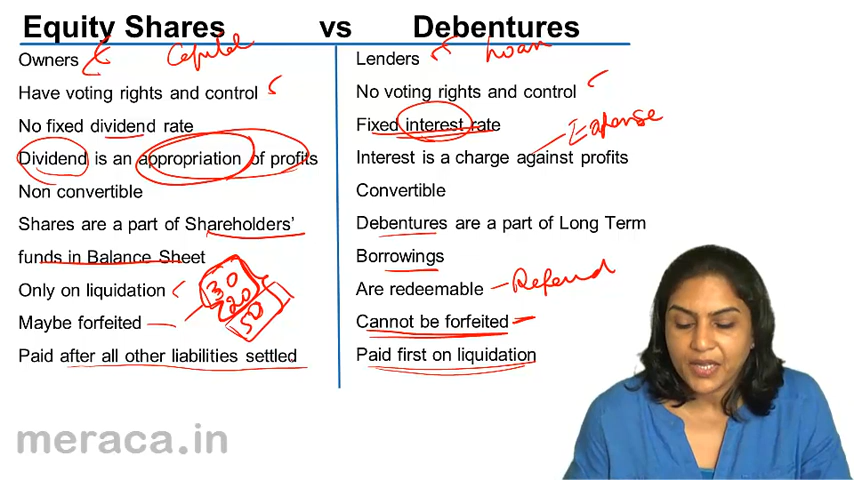 Equity Shares vs Debentures
Capital
Loan
Owners
Have voting rights and control
No fixed dividend rate
Dividend is an appropriation of profits
Non convertible
Shares are a part of Shareholders'
funds in Balance Sheet
Only on liquidation
Maybe forfeited
Paid after all other liabilities settled
30
20
50
Lenders
No voting rights and control
Fixed interest rate
Expense
Interest is a charge against profits
Convertible
Debentures are a part of Long Term
Borrowings
Are redeemable
Refund
Cannot be forfeited
Paid first on liquidation
meraca.in